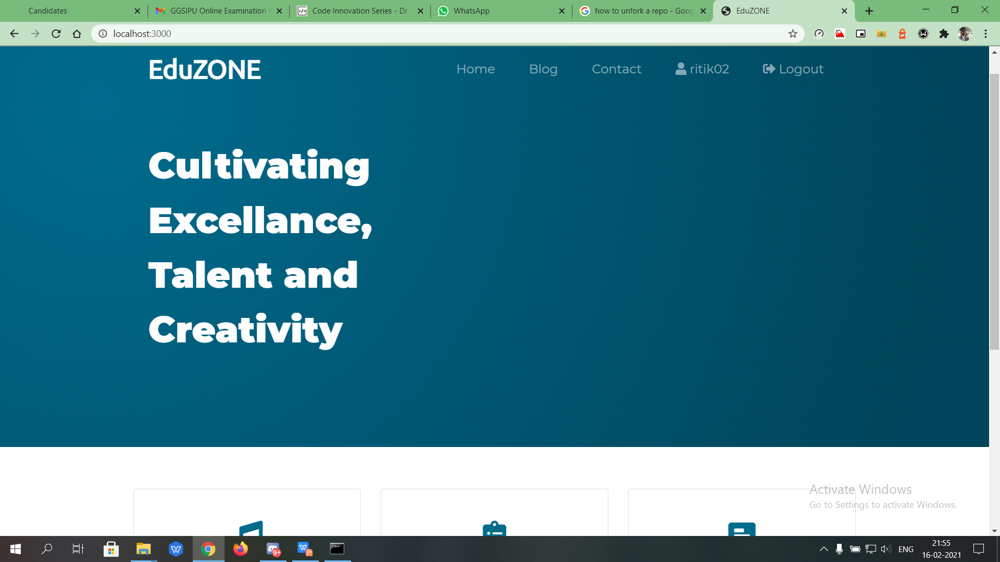 Candidates
GGSIPU Online Examination
Code Innovation Series - Dr.
WhatsApp
how to unfork a repo - Goog
EduZONE
localhost:3000
EduZONE
Home
Blog
Contact
ritik02
Logout
Cultivating
Excellance,
Talent and
Creativity
Activate Windows
Go to Settings to activate Windows.
9+
ENG
21:55
16-02-2021